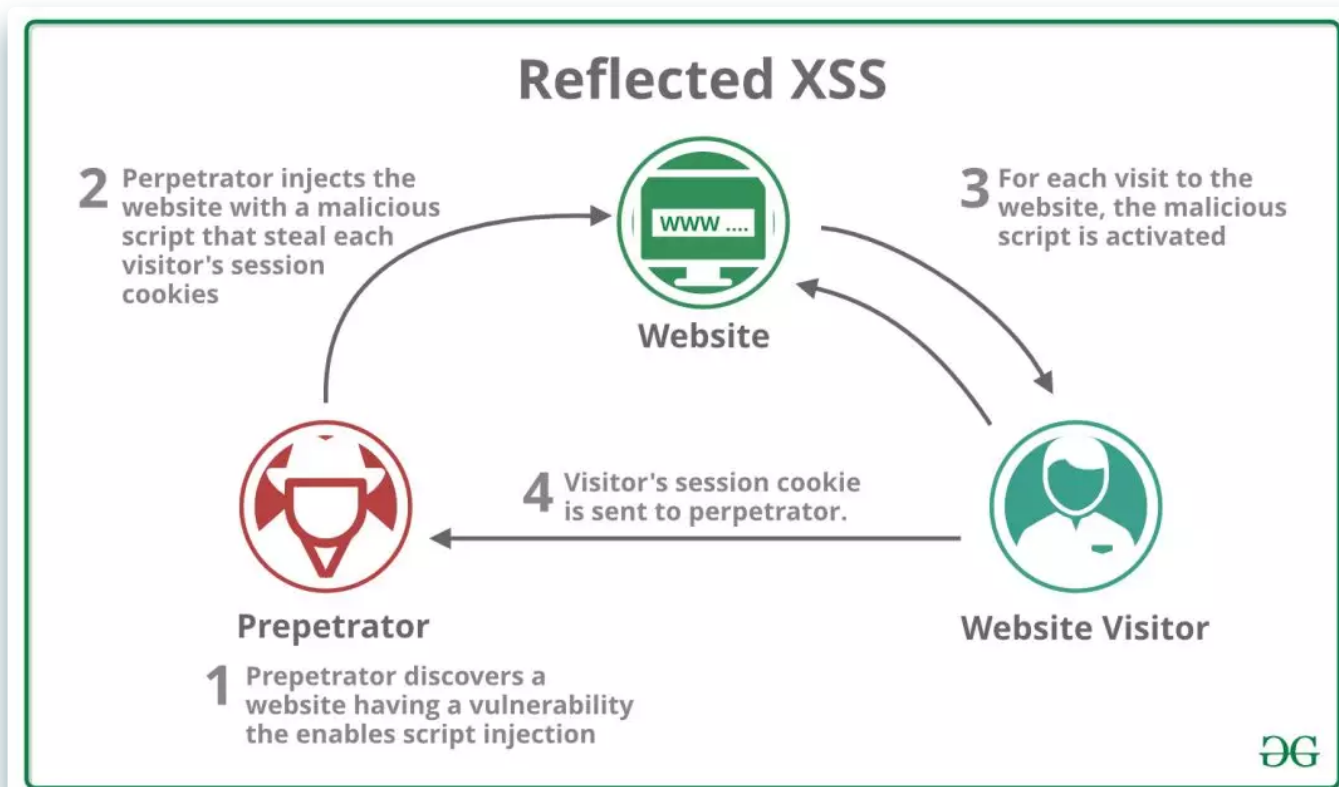 Reflected XSS
2 Perpetrator injects the
website with a malicious
script that steal each
visitor's session
cookies
www ....
3 For each visit to the
website, the malicious
script is activated
Website
4 Visitor's session cookie
is sent to perpetrator.
Prepetrator
Website Visitor
1 Prepetrator discovers a
website having a vulnerability
the enables script injection